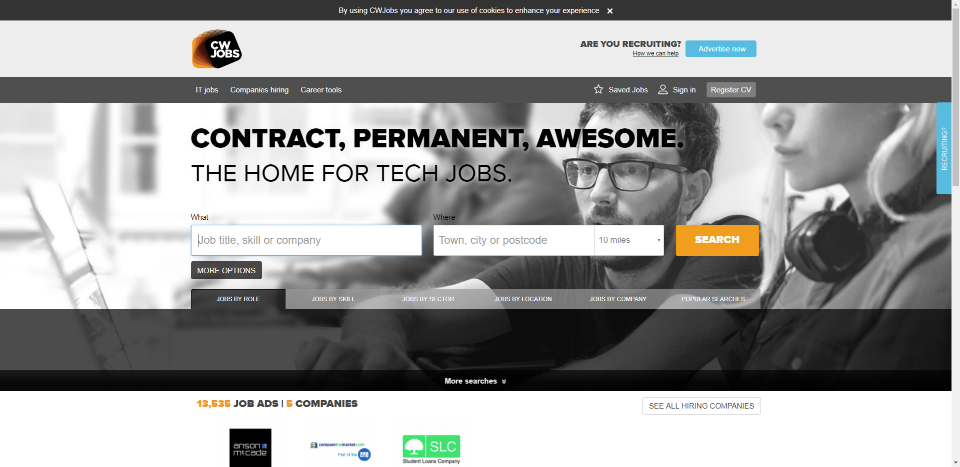 By using CWJobs you agree to our use of cookies to enhance your experience ×
CW JOBS
ARE YOU RECRUITING?
How we can help
Advertise now
IT jobs Companies hiring Career tools Saved Jobs Sign in Register CV
RECRUITING?
CONTRACT, PERMANENT, AWESOME.
THE HOME FOR TECH JOBS.
What Where
Job title, skill or company Town, city or postcode 10 miles SEARCH
MORE OPTIONS
JOBS BY ROLE JOBS BY SKILL JOBS BY SECTOR JOBS BY LOCATION JOBS BY COMPANY POPULAR SEARCHES
More searches
13,535 JOB ADS | 5 COMPANIES SEE ALL HIRING COMPANIES
anson mccade
comparethemarket.com
Part of the
SLC
Student Loans Company